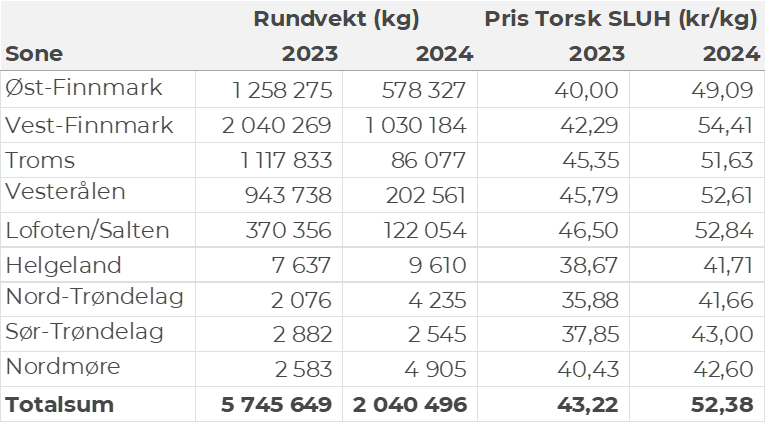 Rundvekt (kg) Pris Torsk SLUH (kr/kg)
Sone 2023 2024 2023 2024
Øst-Finnmark 1 258 275 578 327 40,00 49,09
Vest-Finnmark 2 040 269 1 030 184 42,29 54,41
Troms 1 117 833 86 077 45,35 51,63
Vesterålen 943 738 202 561 45,79 52,61
Lofoten/Salten 370 356 122 054 46,50 52,84
Helgeland 7 637 9 610 38,67 41,71
Nord-Trøndelag 2 076 4 235 35,88 41,66
Sør-Trøndelag 2 882 2 545 37,85 43,00
Nordmøre 2 583 4 905 40,43 42,60
Totalsum 5 745 649 2 040 496 43,22 52,38